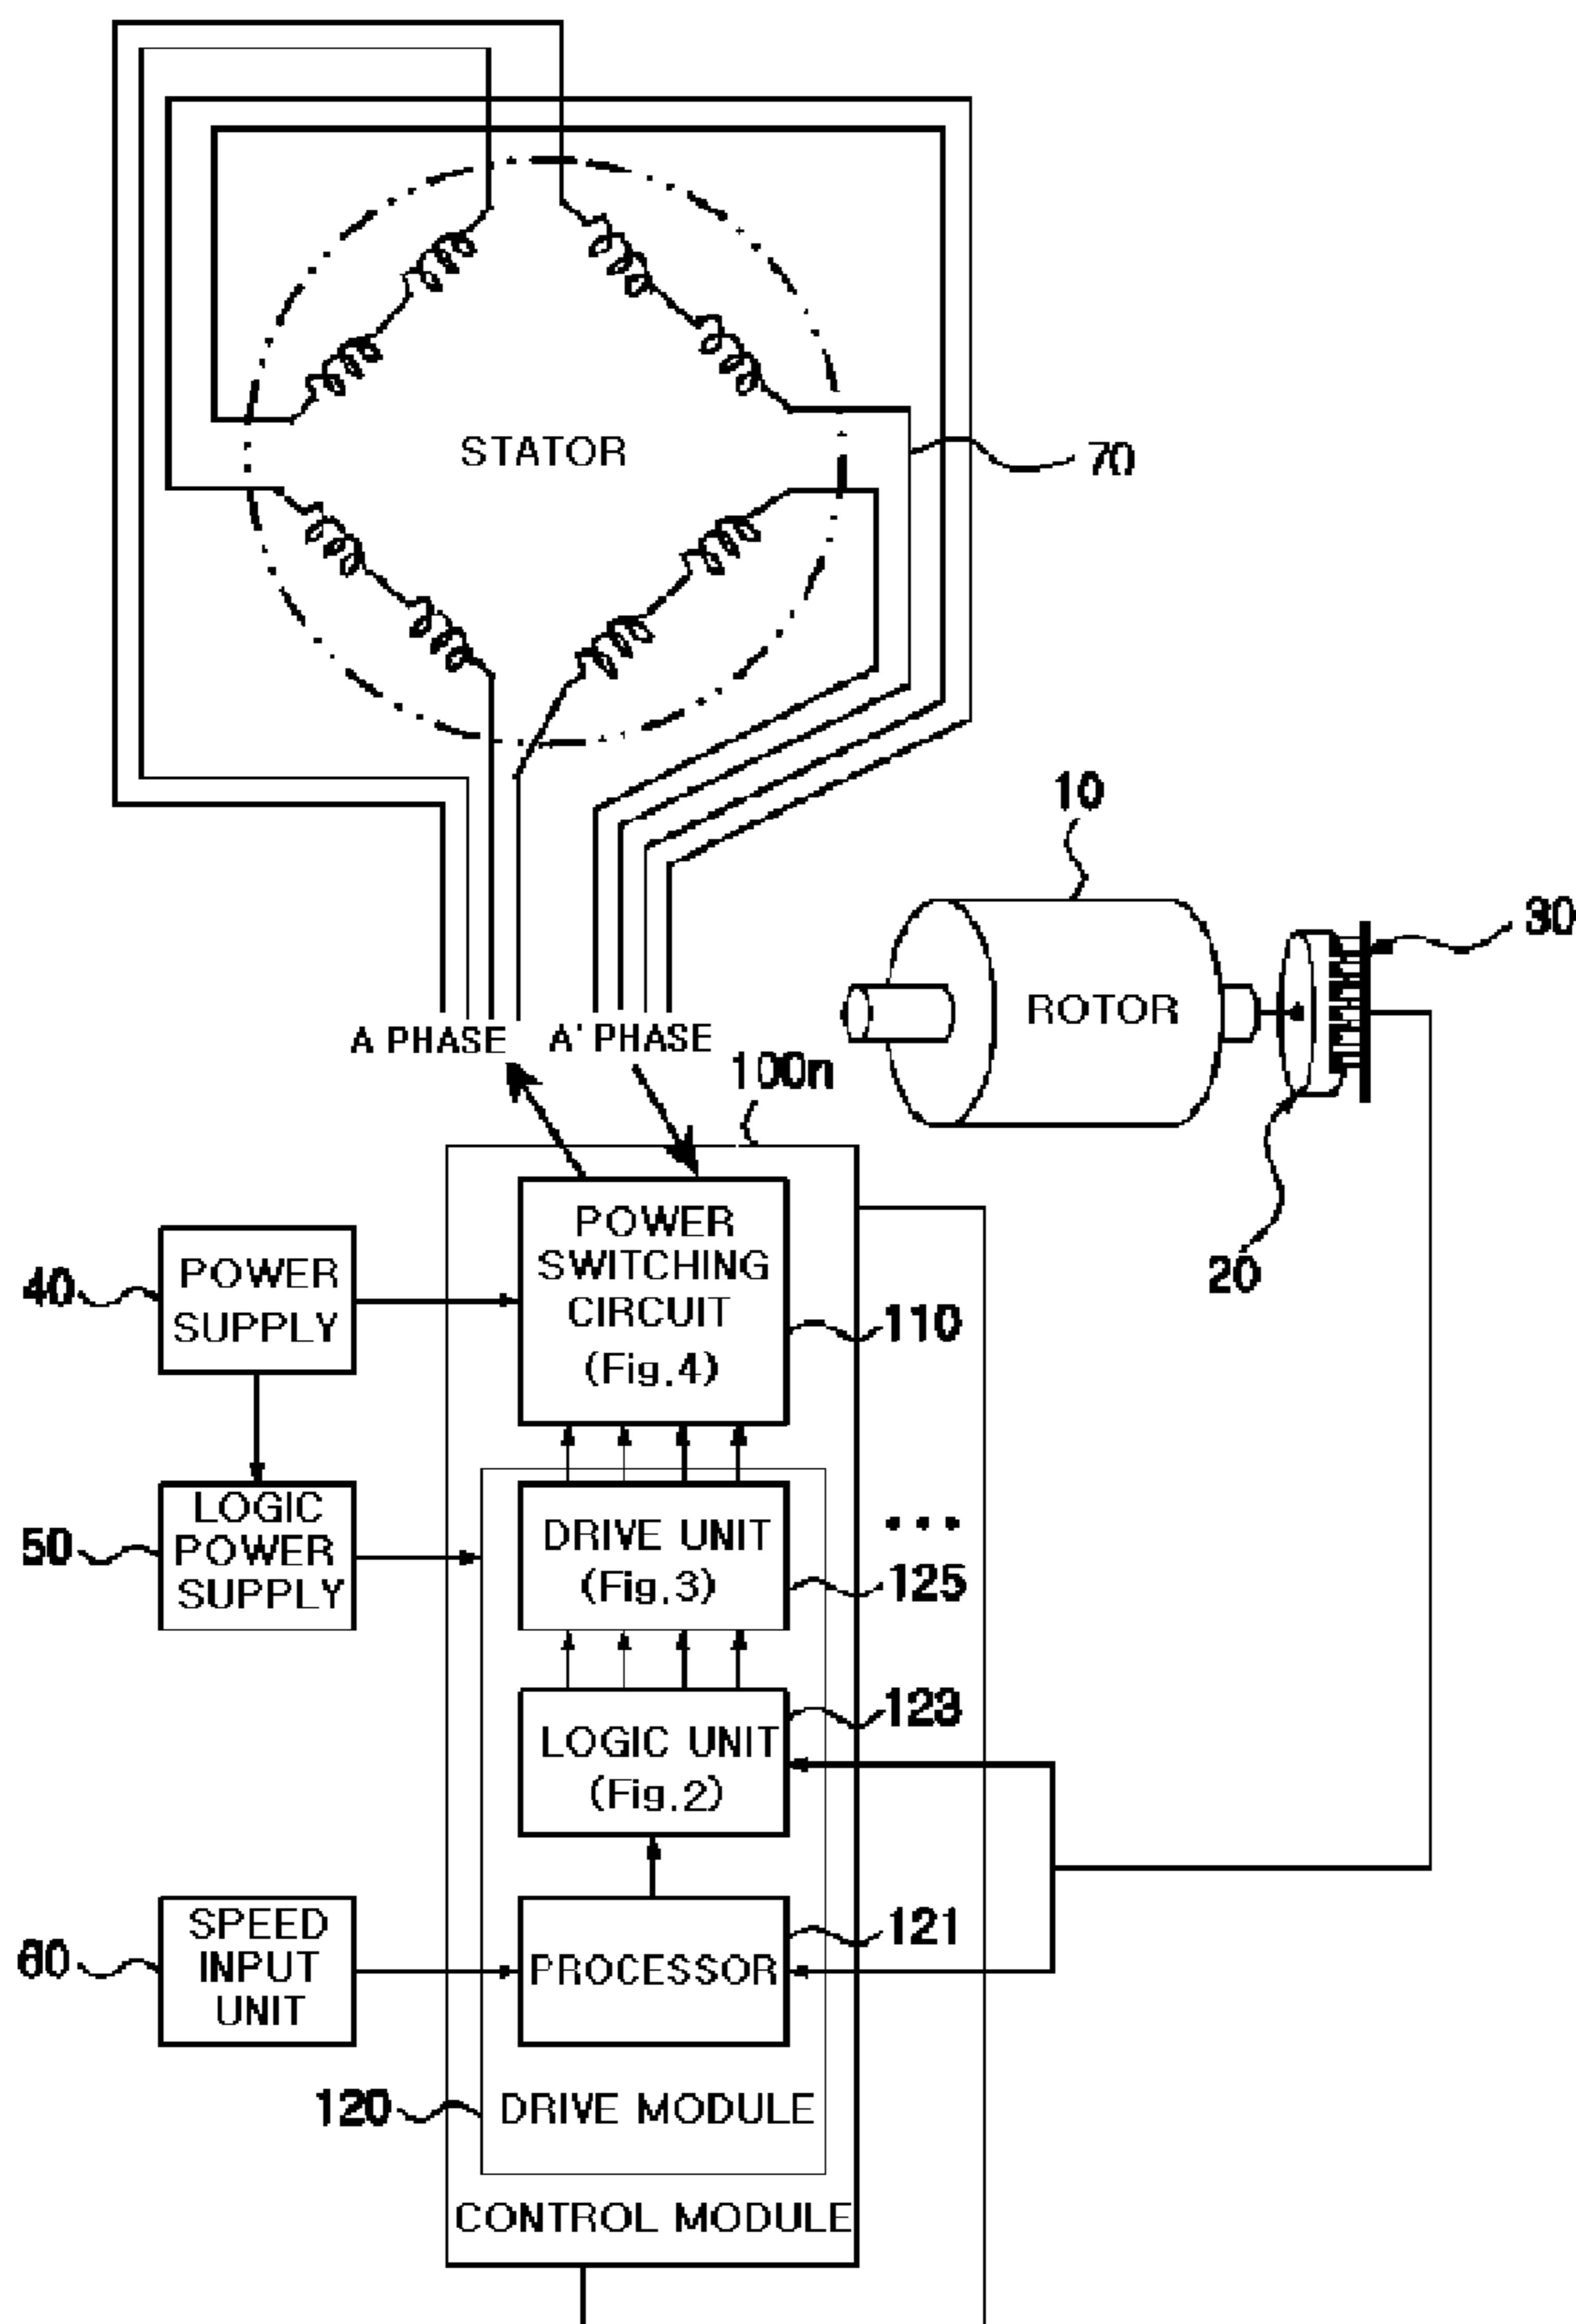 STATOR
70
10
30
ROTOR
A PHASE
A' PHASE
100n
20
POWER
SWITCHING
CIRCUIT
(Fig.4)
40
POWER
SUPPLY
110
50
LOGIC
POWER
SUPPLY
DRIVE UNIT
(Fig.3)
...
125
123
LOGIC UNIT
(Fig.2)
60
SPEED
INPUT
UNIT
PROCESSOR
121
120
DRIVE MODULE
CONTROL MODULE